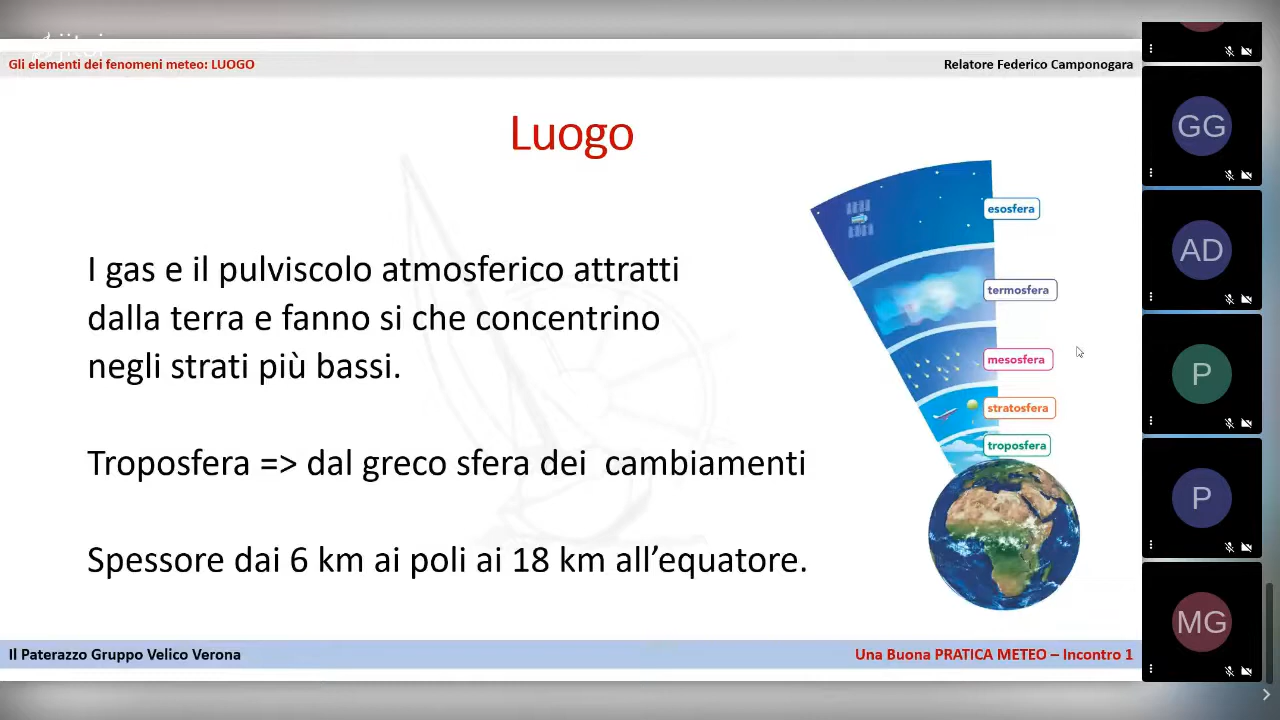 jitsi
Gli elementi dei fenomeni meteo: LUOGO
Relatore Federico Camponogara
Luogo
I gas e il pulviscolo atmosferico attratti
dalla terra e fanno si che concentrino
negli strati più bassi.
Troposfera => dal greco sfera dei cambiamenti
Spessore dai 6 km ai poli ai 18 km all’equatore.
esosfera
termosfera
mesosfera
stratosfera
troposfera
Il Paterazzo Gruppo Velico Verona
Una Buona PRATICA METEO – Incontro 1
GG
AD
P
P
MG